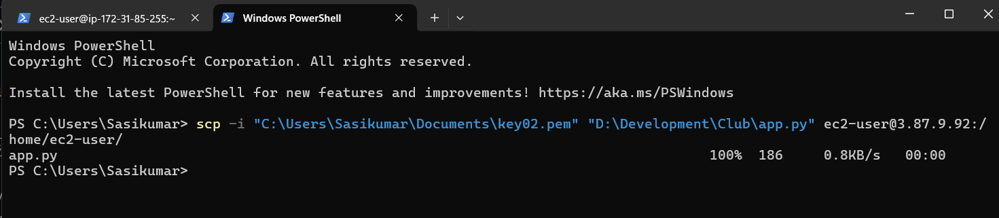 ec2-user@ip-172-31-85-255:~
Windows PowerShell
Windows PowerShell
Copyright (C) Microsoft Corporation. All rights reserved.
Install the latest PowerShell for new features and improvements! https://aka.ms/PSWindows
PS C:\Users\Sasikumar> scp -i "C:\Users\Sasikumar\Documents\key02.pem" "D:\Development\Club\app.py" ec2-user@3.87.9.92:/
home/ec2-user/
app.py 100% 186 0.8KB/s 00:00
PS C:\Users\Sasikumar>